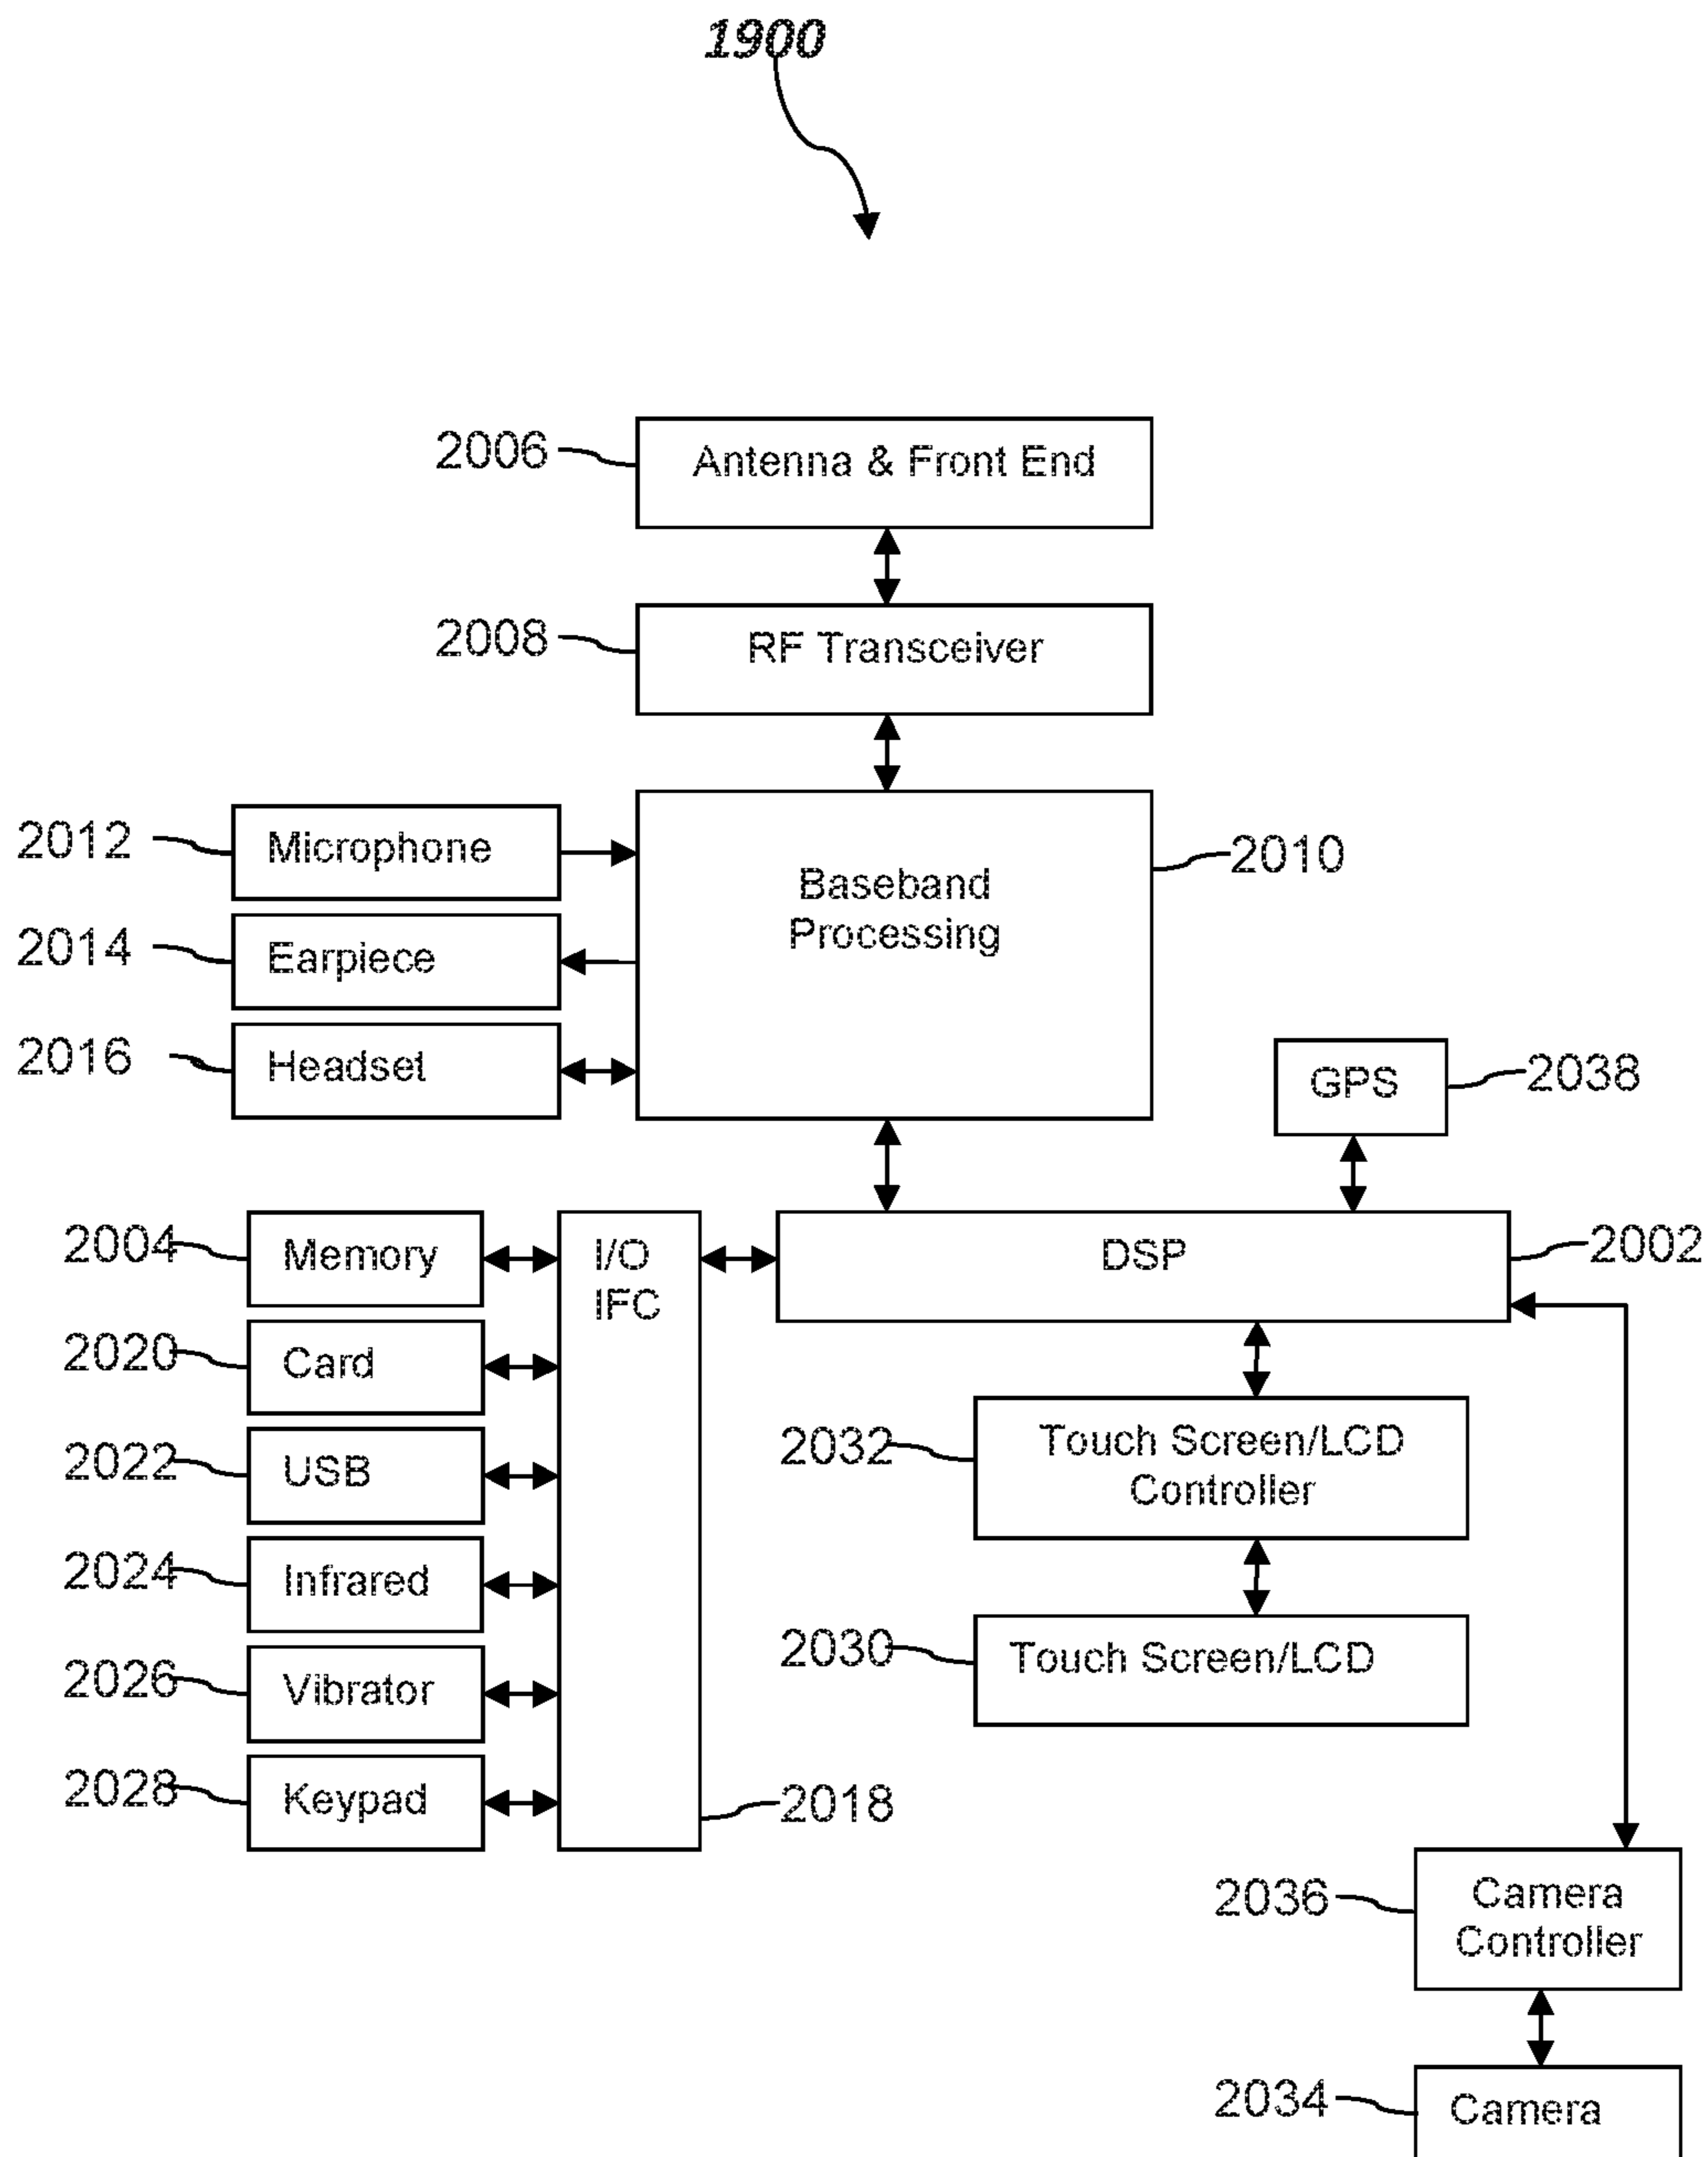 1900
2006
Antenna & Front End
2008
RF Transceiver
2012
Microphone
Baseband
Processing
2010
2014
Earpiece
2016
Headset
GPS
2038
2004
Memory
I/O
IFC
DSP
2002
2020
Card
2022
USB
2032
Touch Screen/LCD
Controller
2024
Infrared
2030
Touch Screen/LCD
2026
Vibrator
2028
Keypad
2018
2036
Camera
Controller
2034
Camera